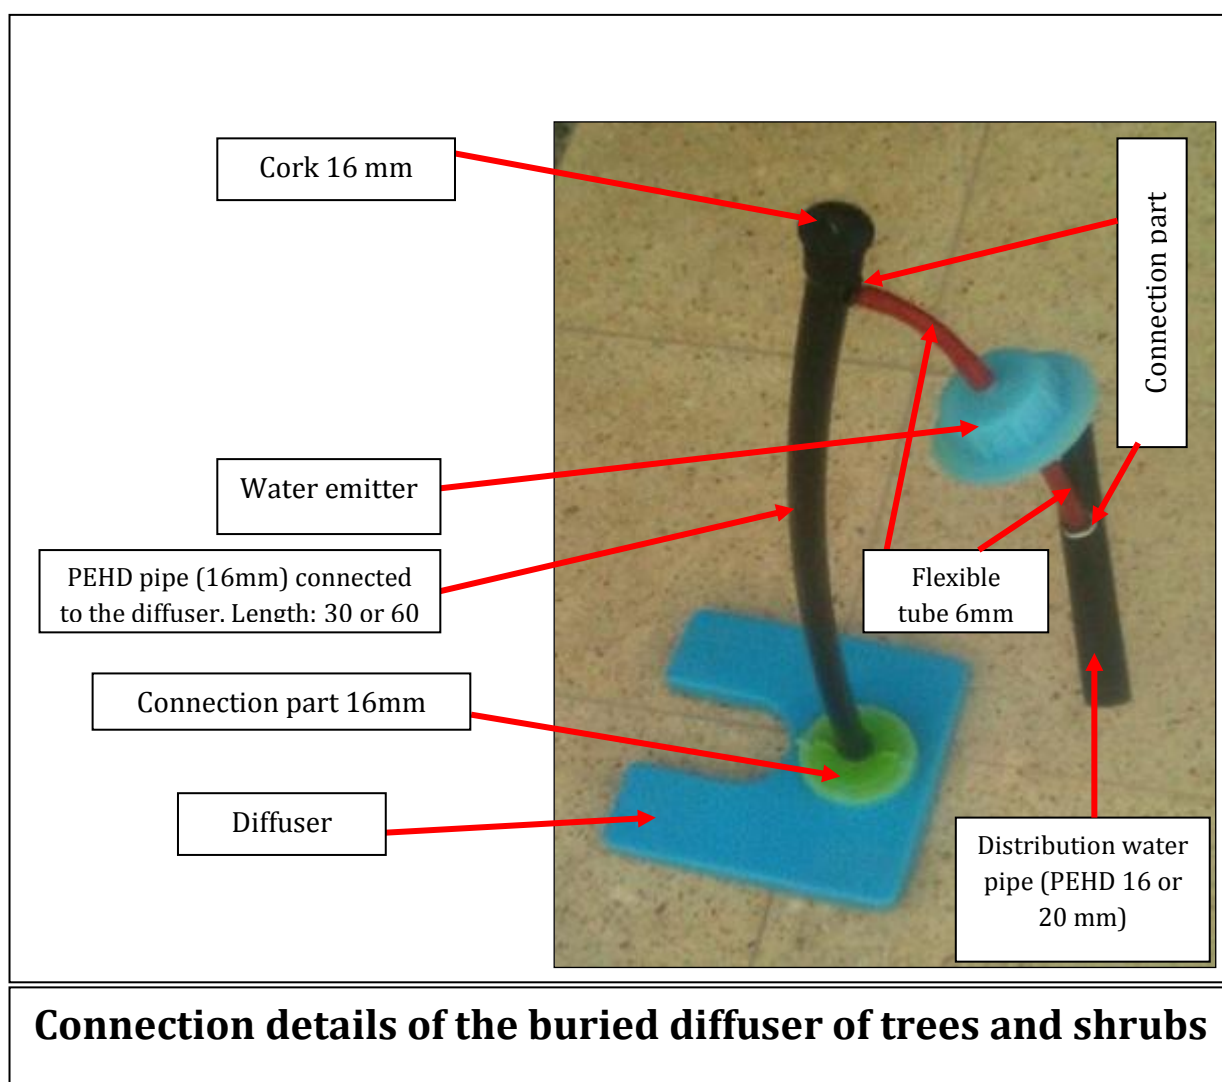 Cork 16 mm
Connection part
Water emitter
PEHD pipe (16mm) connected
to the diffuser. Length: 30 or 60
Flexible
tube 6mm
Connection part 16mm
Diffuser
Distribution water
pipe (PEHD 16 or
20 mm)
Connection details of the buried diffuser of trees and shrubs